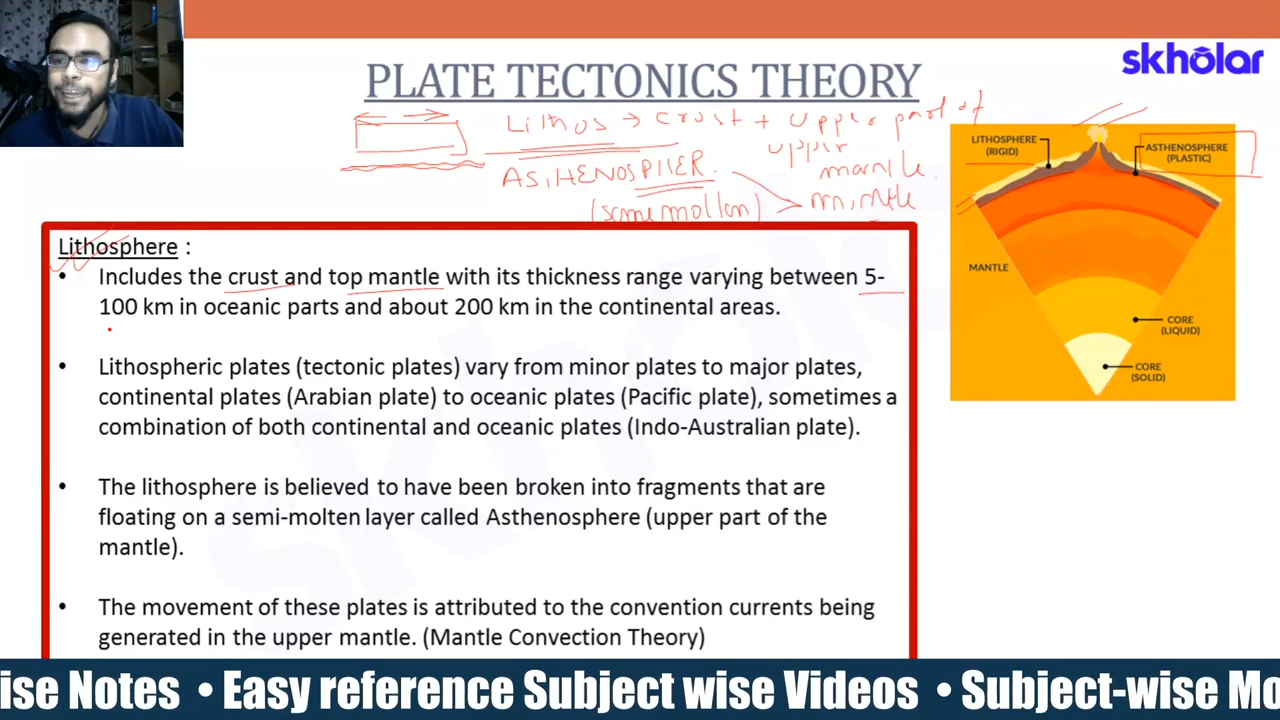 skholar
PLATE TECTONICS THEORY
Lithos → crust + upper part of
upper
mantle.
ASTHENOSPHER.
(semi mollen)
mantle
LITHOSPHERE
(RIGID)
ASTHENOSPHERE
(PLASTIC)
MANTLE
CORE
(LIQUID)
CORE
(SOLID)
Lithosphere :
• Includes the crust and top mantle with its thickness range varying between 5-
100 km in oceanic parts and about 200 km in the continental areas.
• Lithospheric plates (tectonic plates) vary from minor plates to major plates,
continental plates (Arabian plate) to oceanic plates (Pacific plate), sometimes a
combination of both continental and oceanic plates (Indo-Australian plate).
• The lithosphere is believed to have been broken into fragments that are
floating on a semi-molten layer called Asthenosphere (upper part of the
mantle).
• The movement of these plates is attributed to the convention currents being
generated in the upper mantle. (Mantle Convection Theory)
ise Notes • Easy reference Subject wise Videos • Subject-wise Mo